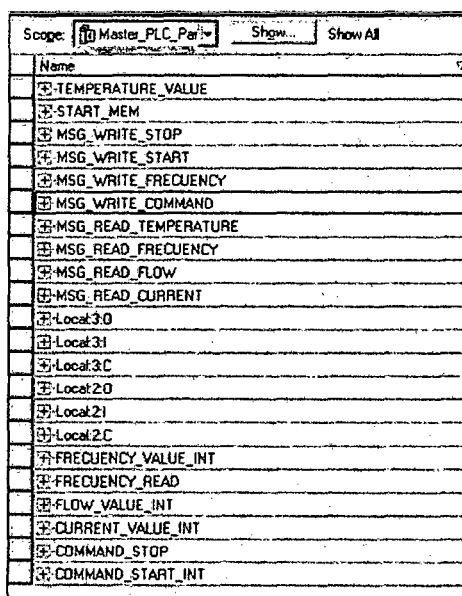 Scope: Master_PLC_Par Show... Show All
Name
TEMPERATURE_VALUE
START_MEM
MSG_WRITE_STOP
MSG_WRITE_START
MSG_WRITE_FRECUENCY
MSG_WRITE_COMMAND
MSG_READ_TEMPERATURE
MSG_READ_FRECUENCY
MSG_READ_FLOW
MSG_READ_CURRENT
Local:3:O
Local:3:I
Local:3:C
Local:2:O
Local:2:I
Local:2:C
FRECUENCY_VALUE_INT
FRECUENCY_READ
FLOW_VALUE_INT
CURRENT_VALUE_INT
COMMAND_STOP
COMMAND_START_INT